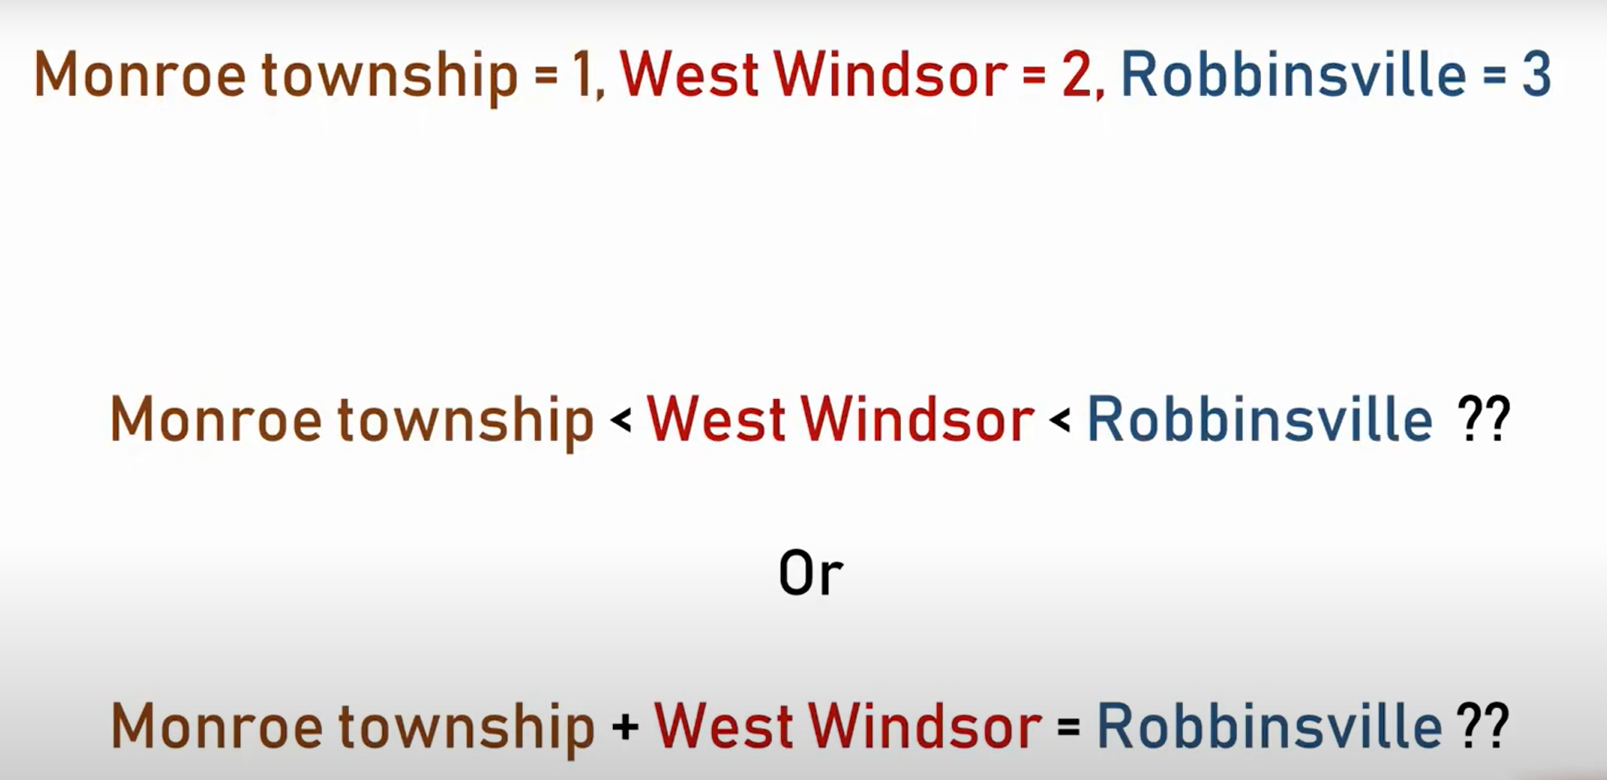 Monroe township = 1, West Windsor = 2, Robbinsville = 3
Monroe township < West Windsor < Robbinsville ??
Or
Monroe township + West Windsor = Robbinsville ??